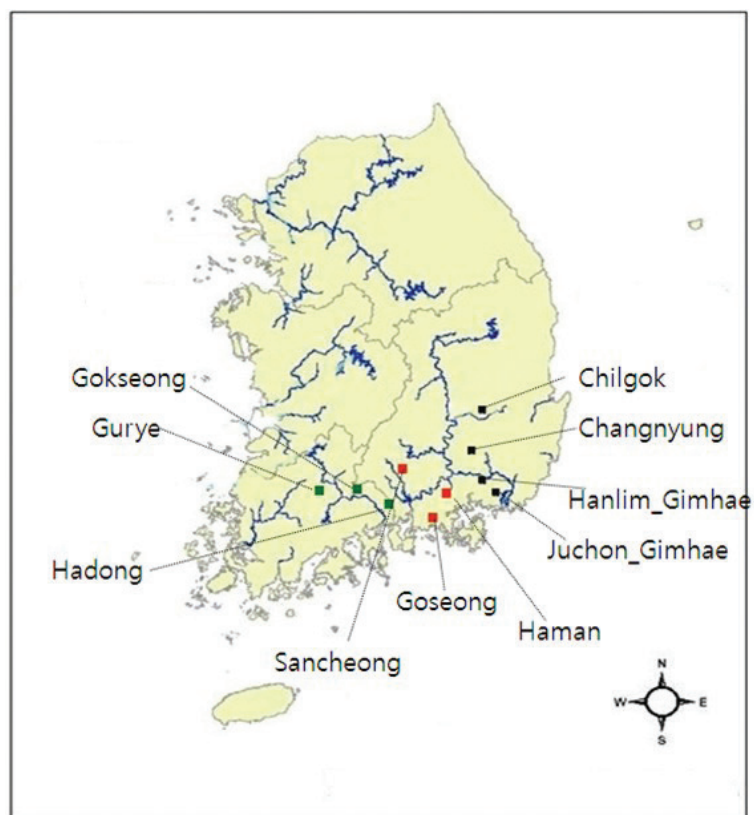 Gokseong
Chilgok
Gurye
Changnyung
Hanlim_Gimhae
Juchon_Gimhae
Hadong
Goseong
Haman
Sancheong
N
W
E
S